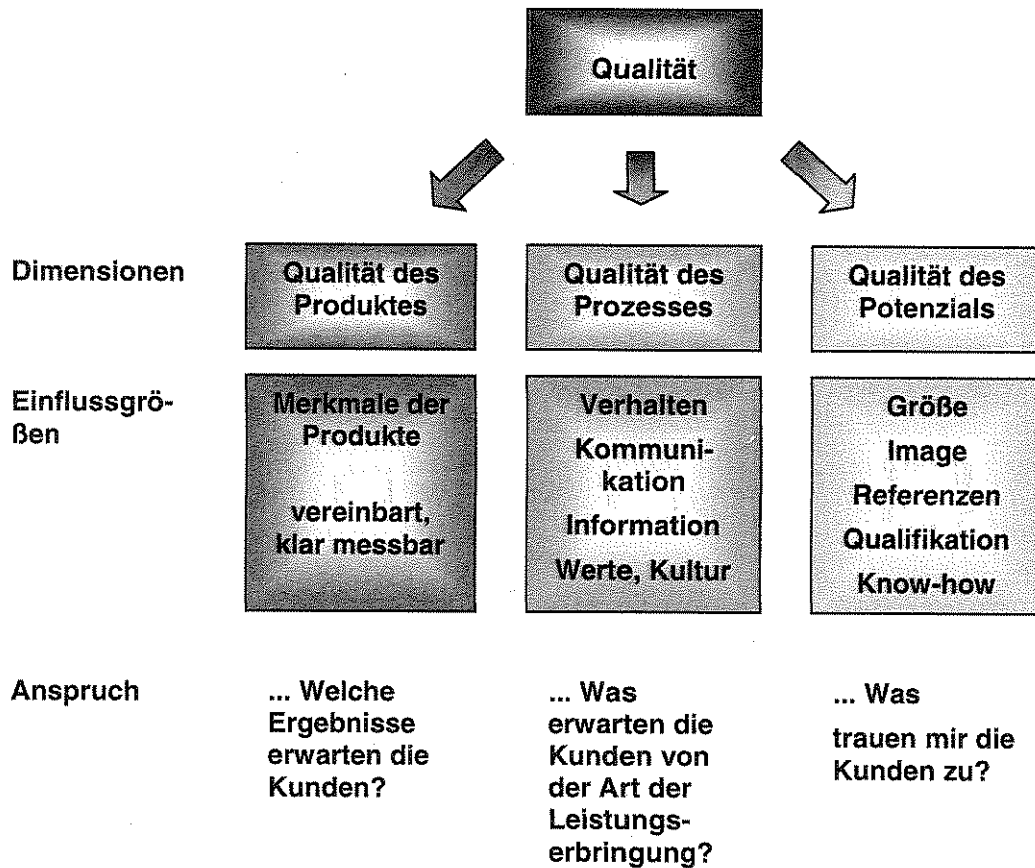 Qualität
Dimensionen
Qualität des
Produktes
Qualität des
Prozesses
Qualität des
Potenzials
Einflussgrö-
ßen
Merkmale der
Produkte
vereinbart,
klar messbar
Verhalten
Kommuni-
kation
Information
Werte, Kultur
Größe
Image
Referenzen
Qualifikation
Know-how
Anspruch
... Welche
Ergebnisse
erwarten die
Kunden?
... Was
erwarten die
Kunden von
der Art der
Leistungs-
erbringung?
... Was
trauen mir die
Kunden zu?